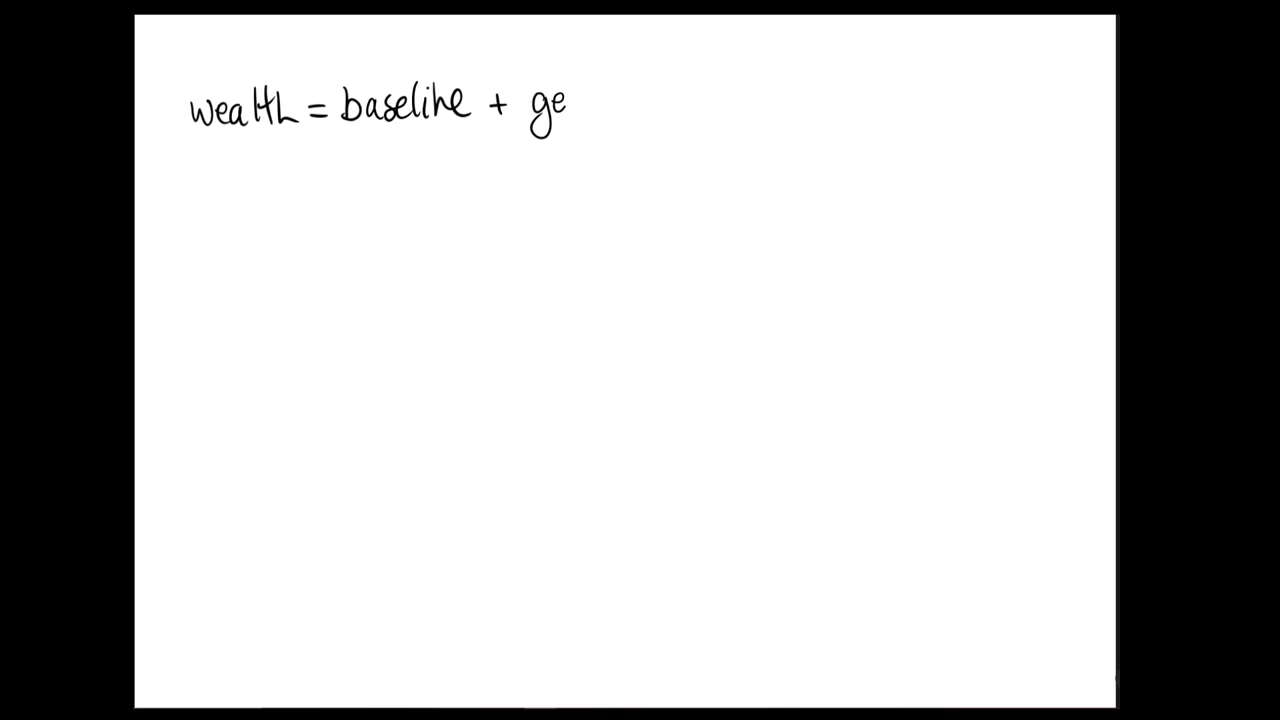 wealth = baseline + ge